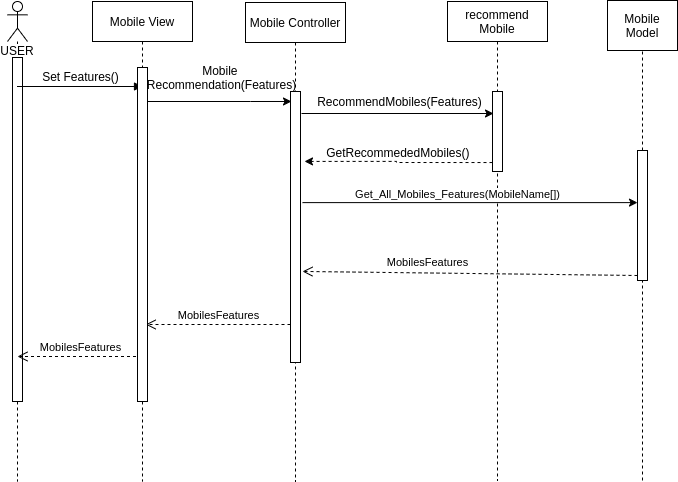 USER
Mobile View
Mobile Controller
recommend
Mobile
Mobile
Model
Set Features()
Mobile
Recommendation(Features)
RecommendMobiles(Features)
GetRecommededMobiles()
Get_All_Mobiles_Features(MobileName[])
MobilesFeatures
MobilesFeatures
MobilesFeatures